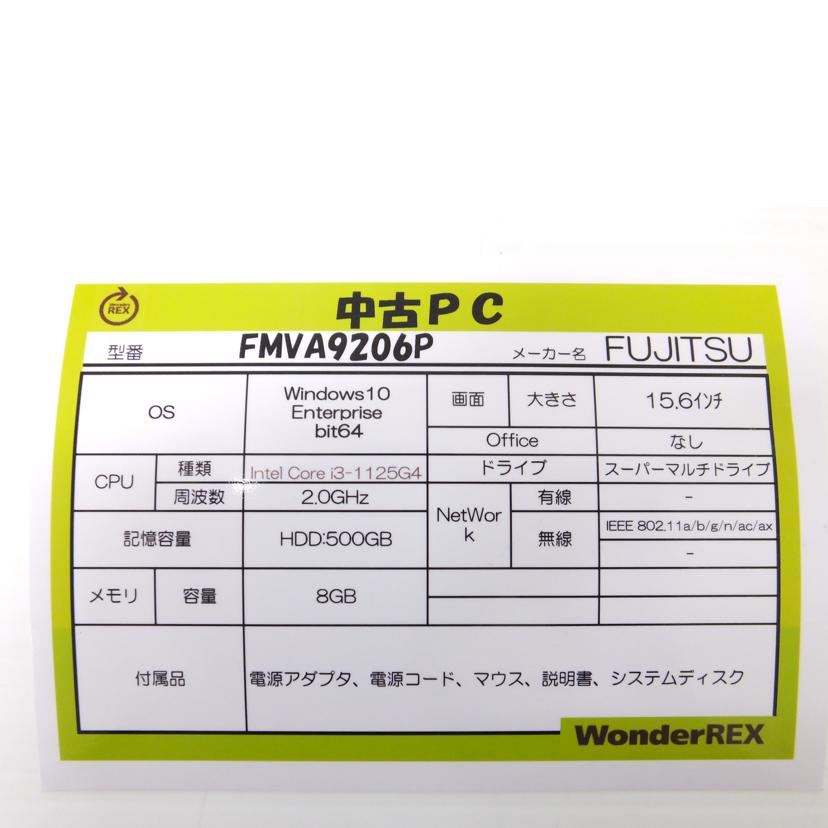 WonderREX
中古ＰＣ
型番 FMVA9206P メーカー名 FUJITSU
OS Windows10 Enterprise bit64 画面 大きさ 15.6ｲﾝﾁ
Office なし
CPU 種類 Intel Core i3-1125G4 ドライブ スーパーマルチドライブ
周波数 2.0GHz NetWork 有線 -
記憶容量 HDD:500GB 無線 IEEE 802.11a/b/g/n/ac/ax
-
メモリ 容量 8GB
付属品 電源アダプタ、電源コード、マウス、説明書、システムディスク
WonderREX